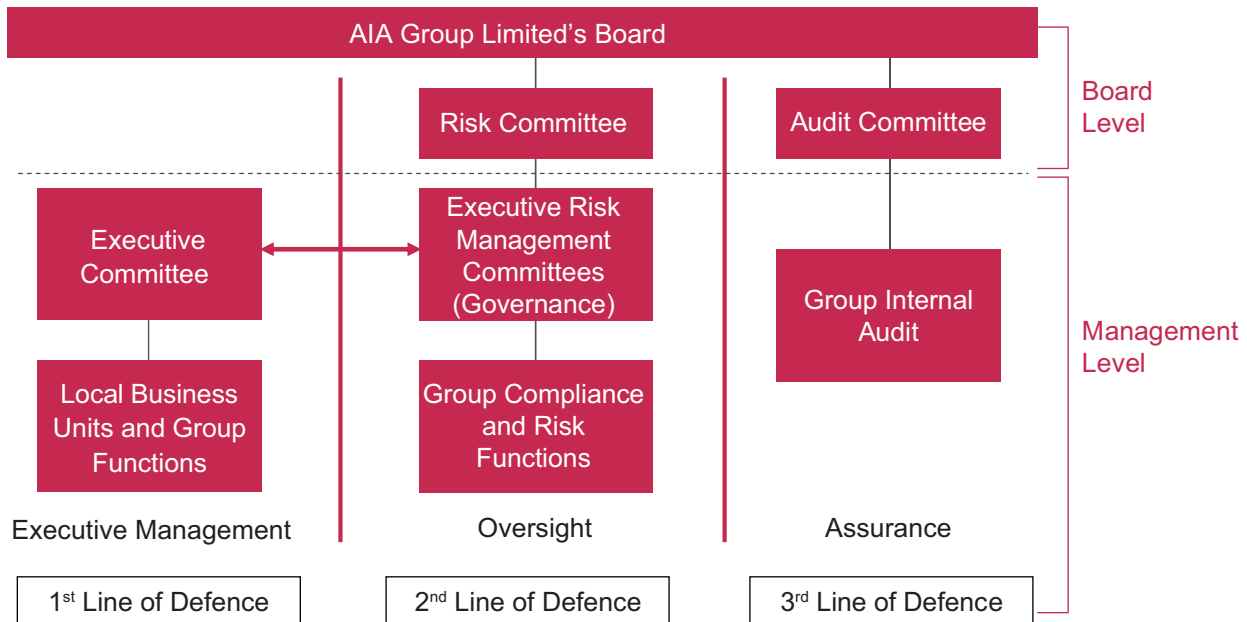 AIA Group Limited’s Board
Risk Committee
Audit Committee
Board
Level
Executive
Committee
Executive Risk
Management
Committees
(Governance)
Group Internal
Audit
Management
Level
Local Business
Units and Group
Functions
Group Compliance
and Risk
Functions
Executive Management
Oversight
Assurance
1st Line of Defence
2nd Line of Defence
3rd Line of Defence